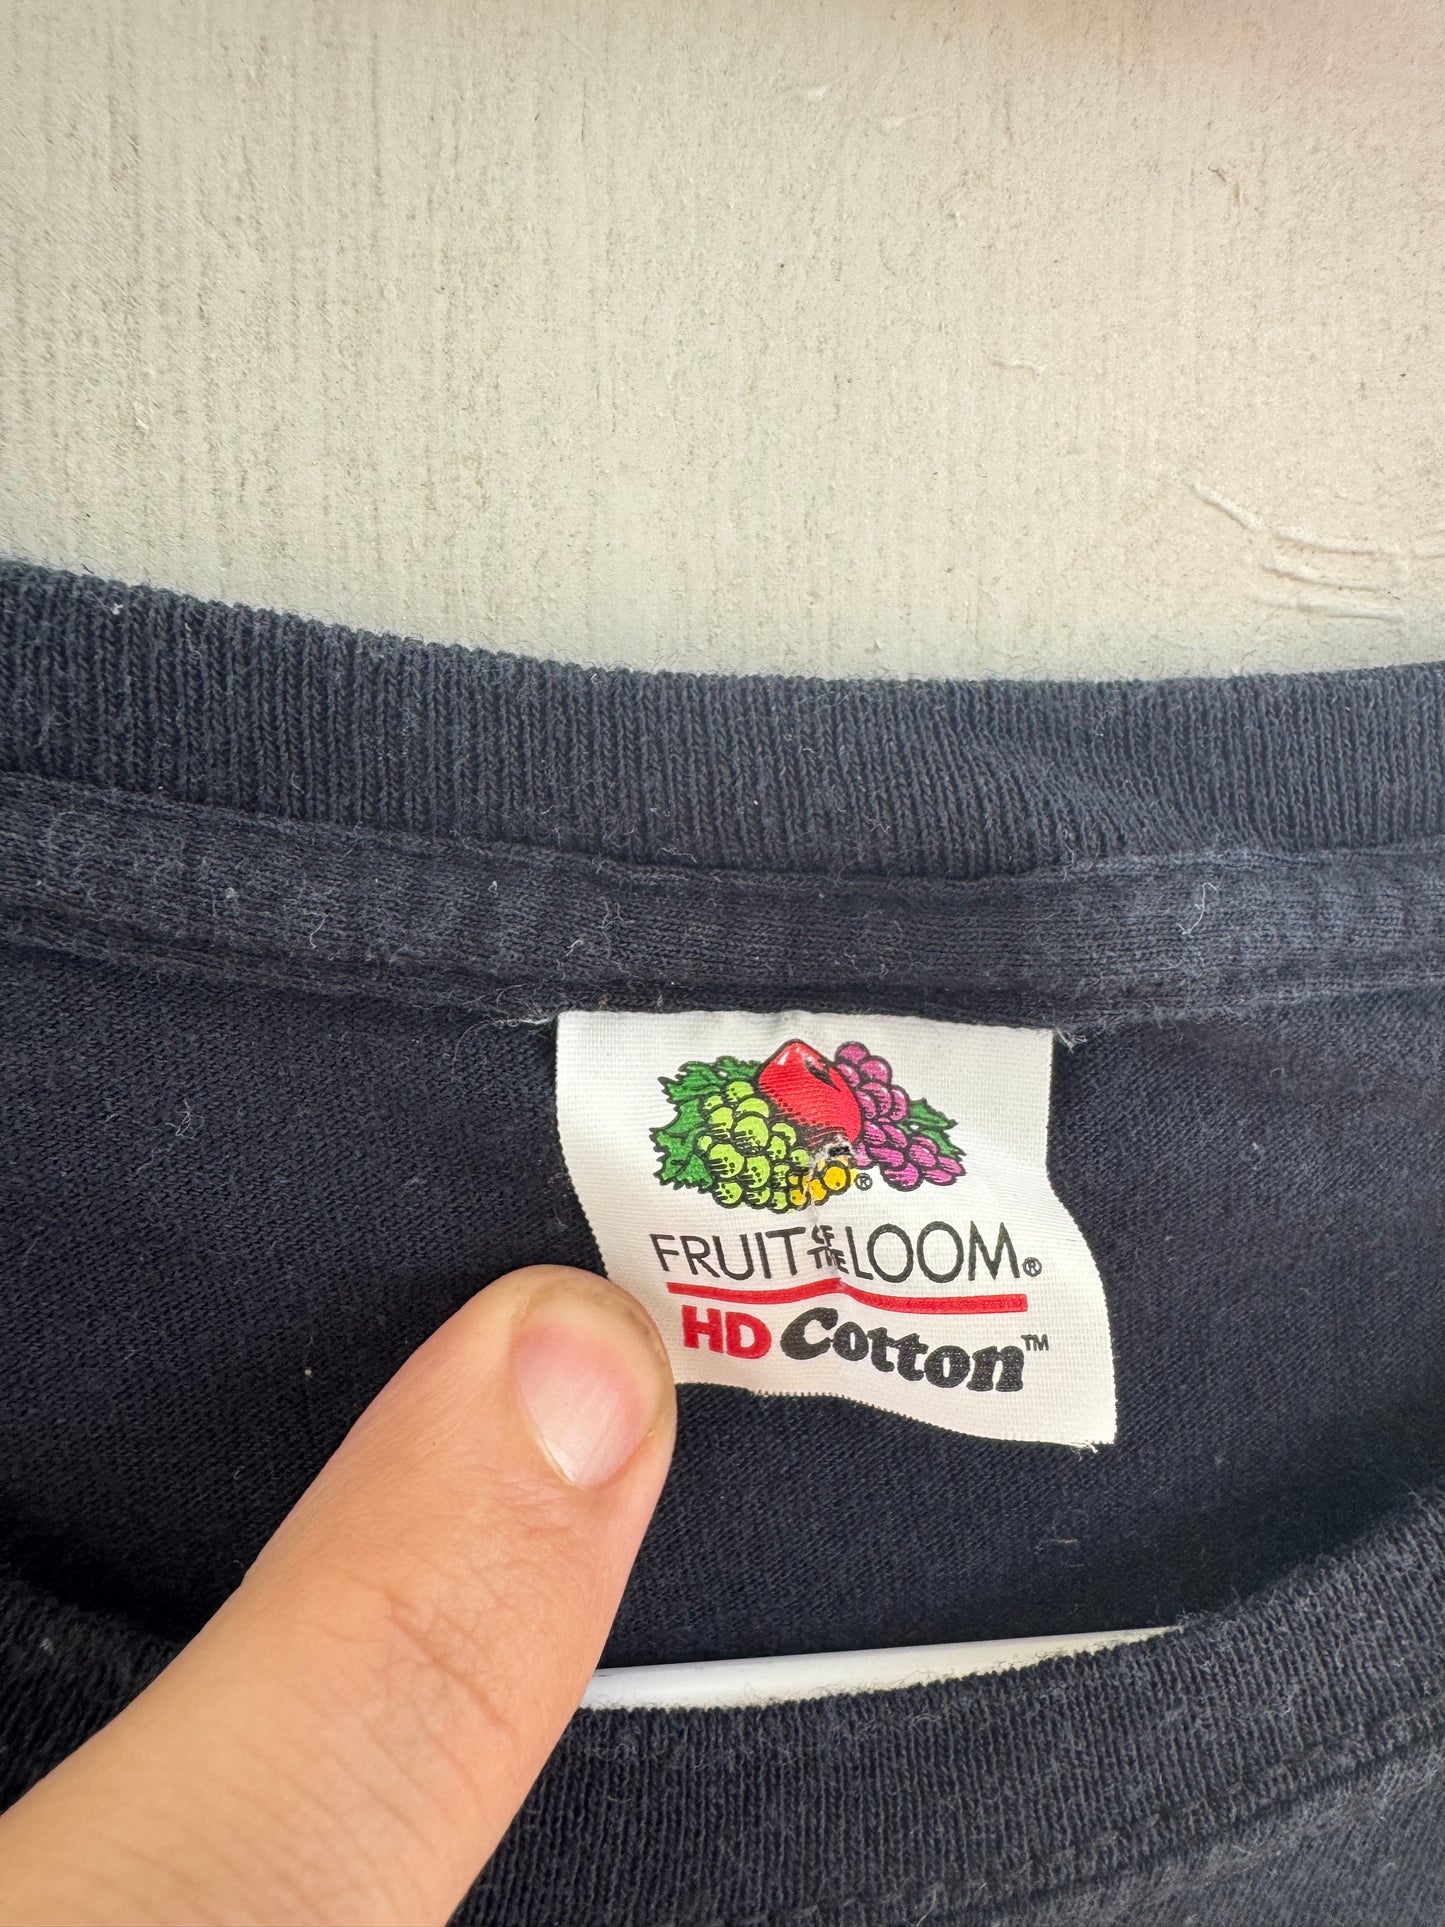 ®
FRUIT OF THE LOOM®
HD Cotton™